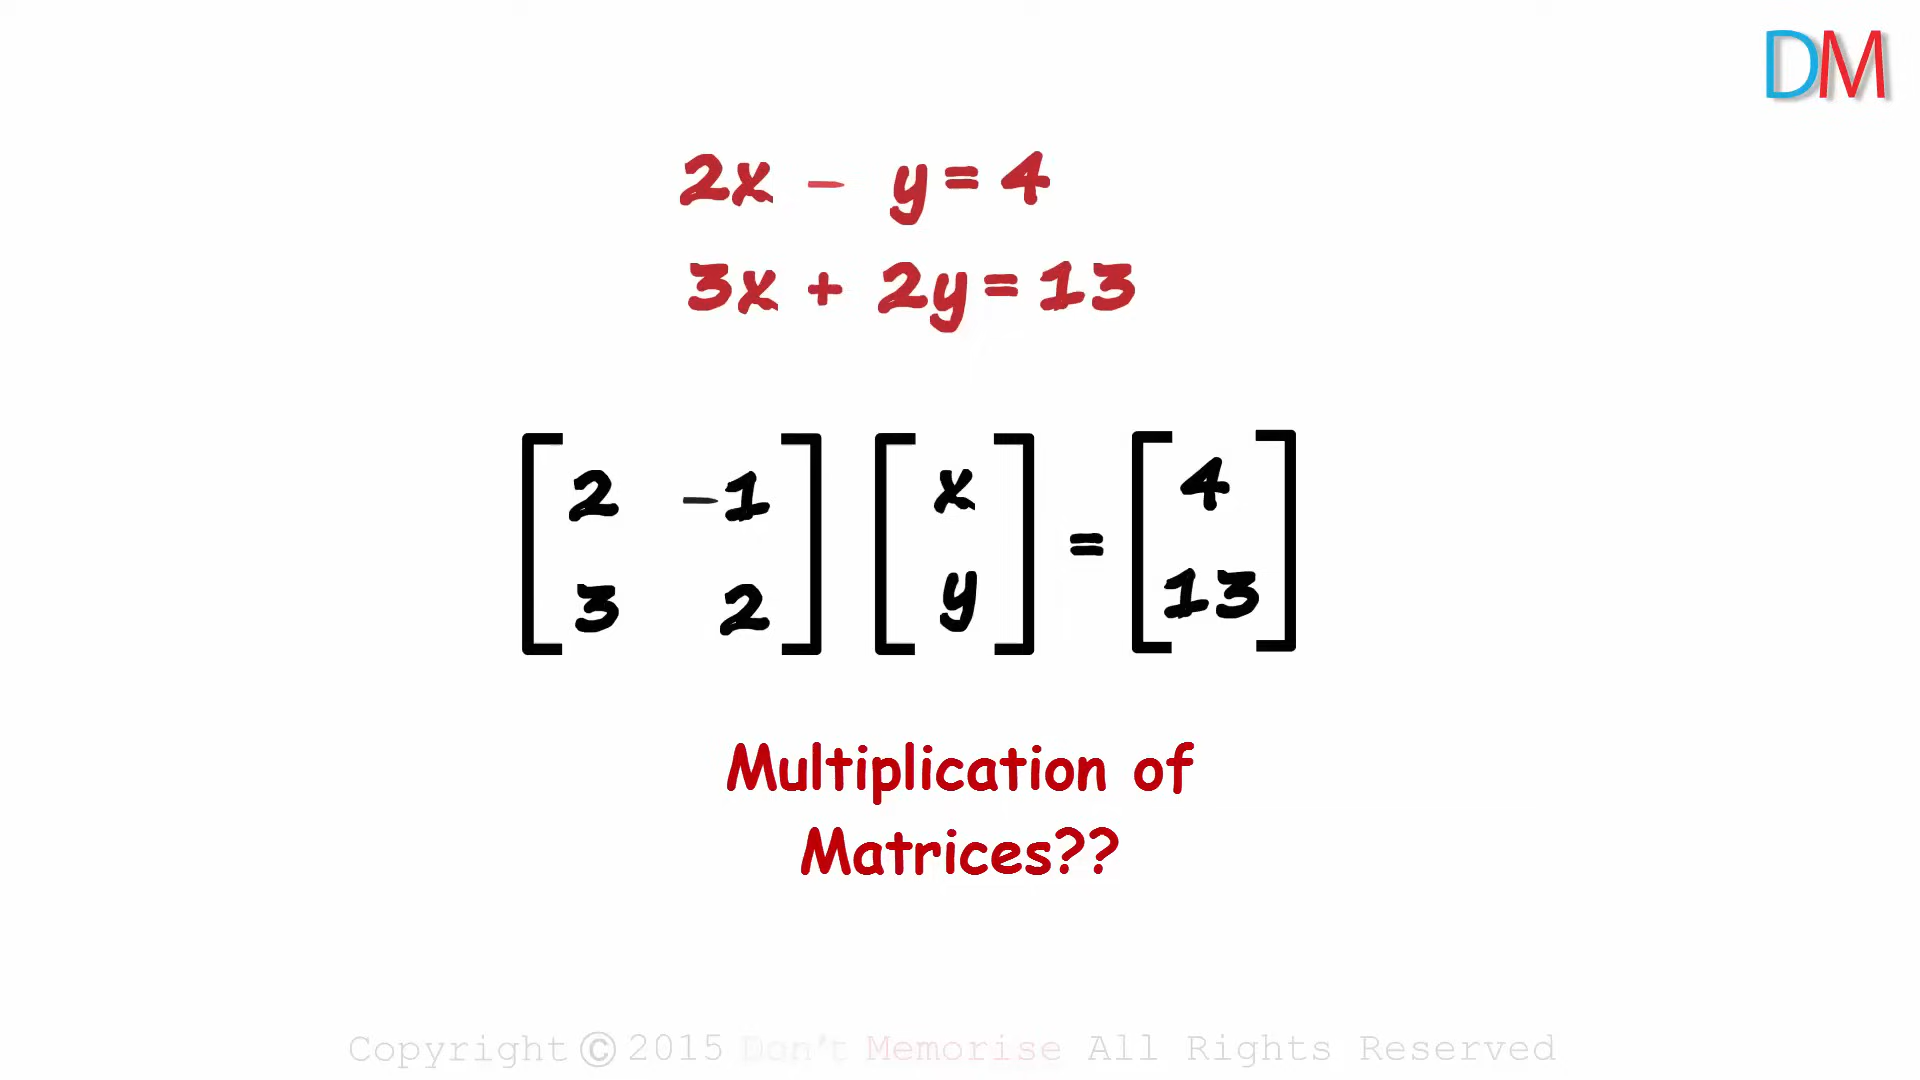 DM
2x - y = 4
3x + 2y = 13
[ 2 -1 ] [ x ] = [ 4 ]
[ 3 2 ] [ y ] [ 13 ]
Multiplication of
Matrices??
Copyright © 2015 Don't Memorise All Rights Reserved